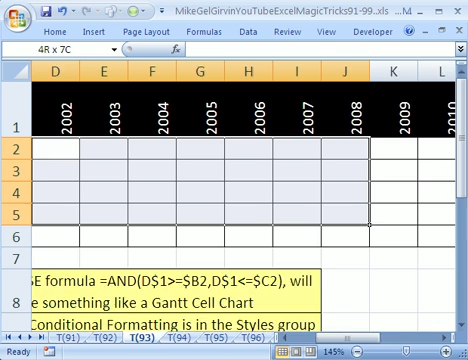 MikeGelGirvinYouTubeExcelMagicTricks91-99..xls ...M...
Home Insert Page Layout Formulas Data Review View Developer
4R x 7C fx
D E F G H I J K L
1 2002 2003 2004 2005 2006 2007 2008 2009 2010
2
3
4
5
6
7
8
SE formula =AND(D$1>=$B2,D$1<=$C2), will
e something like a Gantt Cell Chart
Conditional Formatting is in the Styles group
T(91) T(92) T(93) T(94) T(95) T(96)
145%